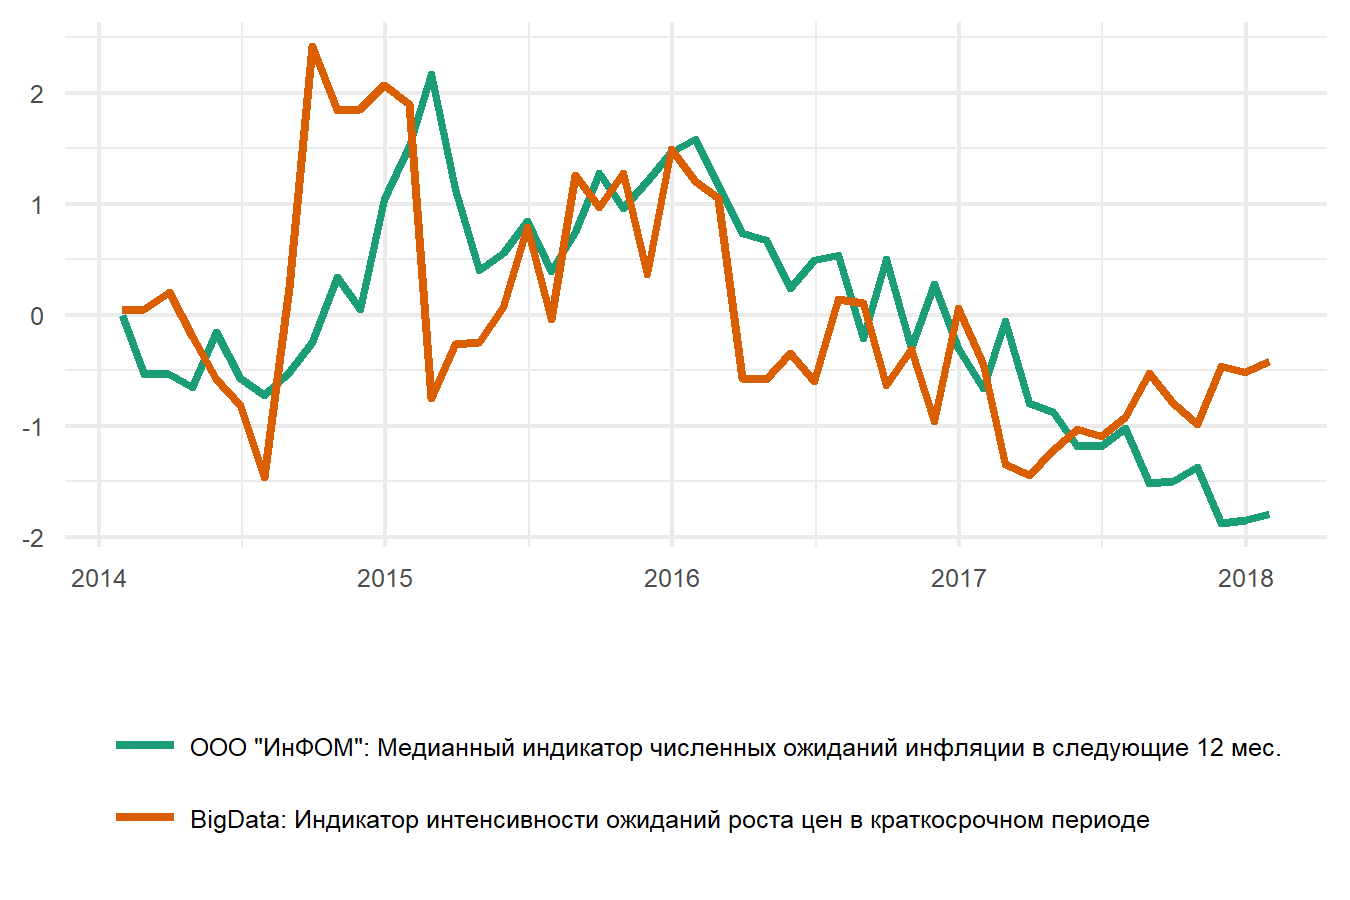 2
1
0
-1
-2
2014 2015 2016 2017 2018
ООО "ИнФОМ": Медианный индикатор численных ожиданий инфляции в следующие 12 мес.
BigData: Индикатор интенсивности ожиданий роста цен в краткосрочном периоде